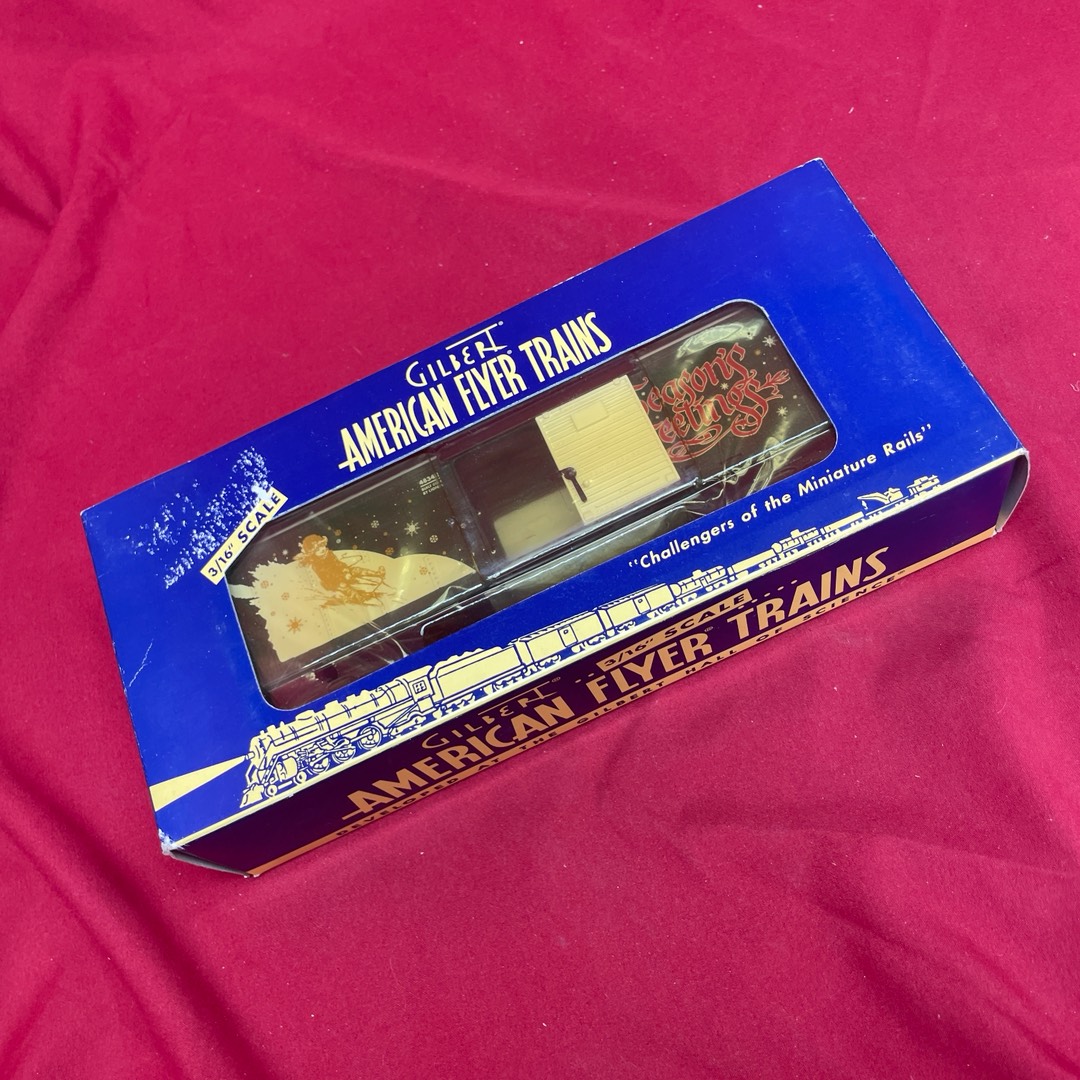 GILBERT®
AMERICAN FLYER® TRAINS
3/16" SCALE
Season's
Greetings
"Challengers of the Miniature Rails"
3/16" SCALE
GILBERT®
AMERICAN FLYER® TRAINS
DEVELOPED AT THE GILBERT HALL OF SCIENCE®